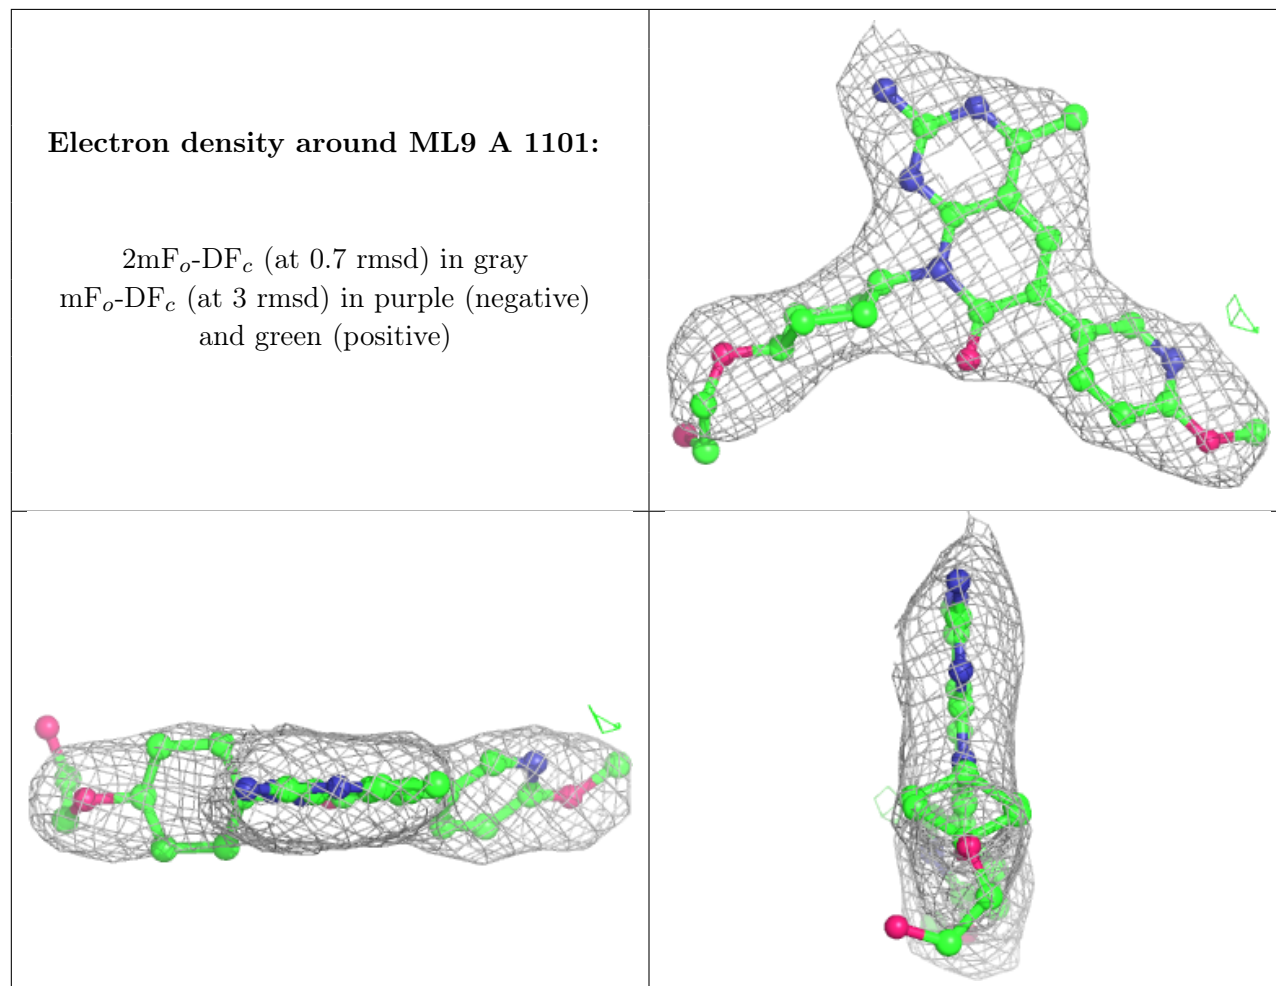 Electron density around ML9 A 1101:
2mFo-DFc (at 0.7 rmsd) in gray
mFo-DFc (at 3 rmsd) in purple (negative)
and green (positive)